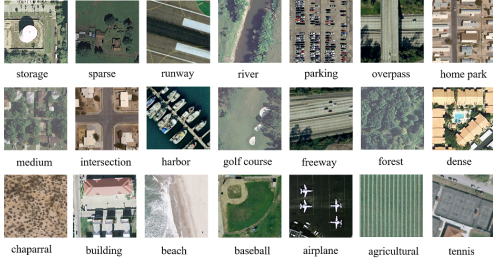 storage sparse runway river parking overpass home park
medium intersection harbor golf course freeway forest dense
chaparral building beach baseball airplane agricultural tennis